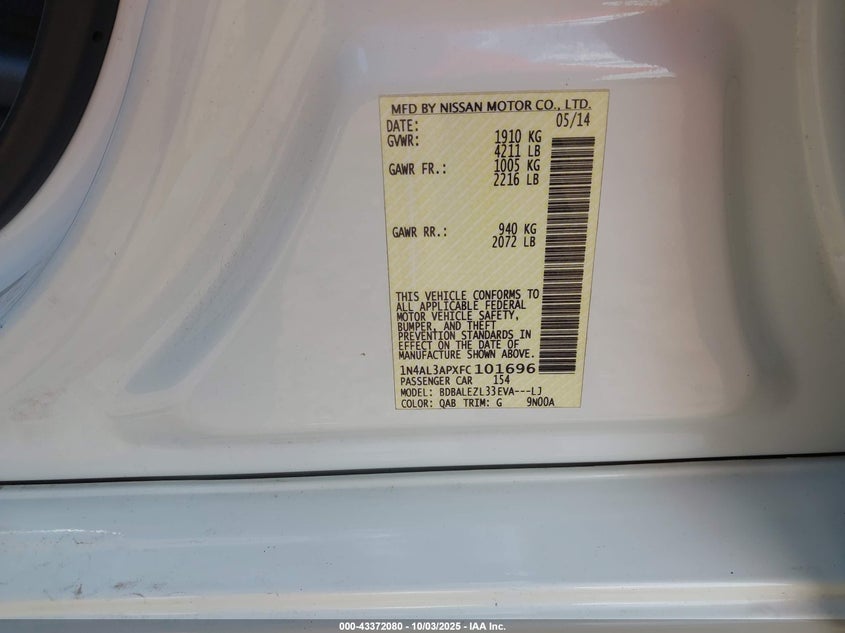 MFD BY NISSAN MOTOR CO., LTD.
DATE: 05/14
GVWR: 1910 KG
4211 LB
GAWR FR.: 1005 KG
2216 LB
GAWR RR.: 940 KG
2072 LB
THIS VEHICLE CONFORMS TO
ALL APPLICABLE FEDERAL
MOTOR VEHICLE SAFETY,
BUMPER, AND THEFT
PREVENTION STANDARDS IN
EFFECT ON THE DATE OF
MANUFACTURE SHOWN ABOVE.
1N4AL3APXFC101696
PASSENGER CAR 154
MODEL: BDBALEZL33EVA---LJ
COLOR: QAB TRIM: G 9N00A
000-43372080 - 10/03/2025 - IAA Inc.